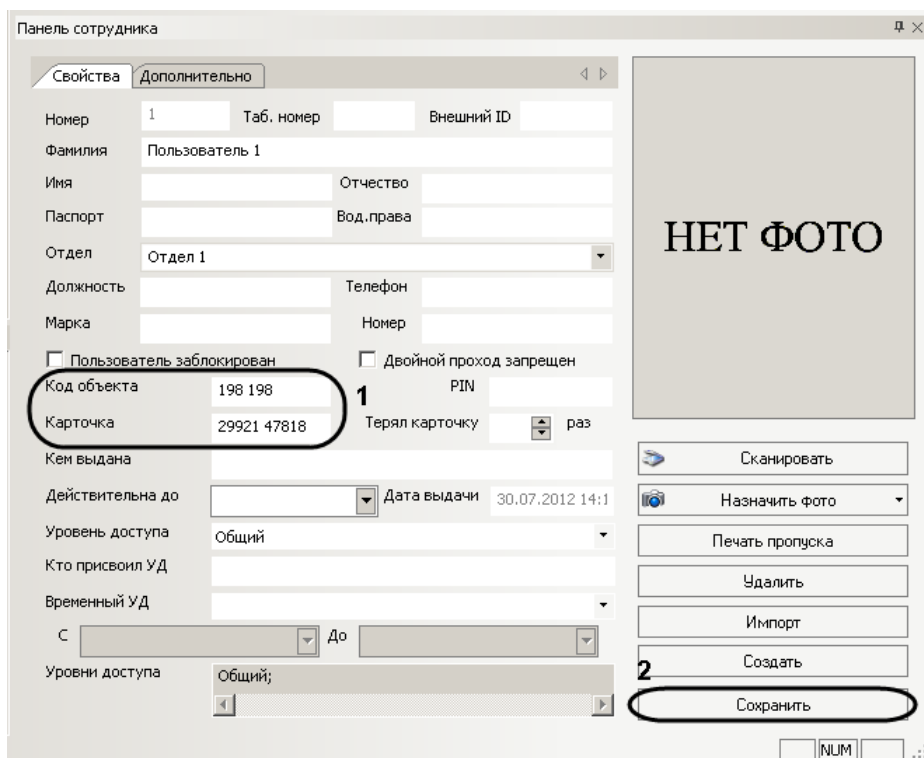 Панель сотрудника
Свойства Дополнительно
Номер 1 Таб. номер Внешний ID
Фамилия Пользователь 1
Имя Отчество
Паспорт Вод.права
Отдел Отдел 1
Должность Телефон
Марка Номер
Пользователь заблокирован Двойной проход запрещен
Код объекта 198 198 1 PIN
Карточка 29921 47818 Терял карточку раз
Кем выдана
Действительна до Дата выдачи 30.07.2012 14:1
Уровень доступа Общий
Кто присвоил УД
Временный УД
С До
Уровни доступа Общий;
НЕТ ФОТО
Сканировать
Назначить фото
Печать пропуска
Удалить
Импорт
Создать
2
Сохранить
NUM